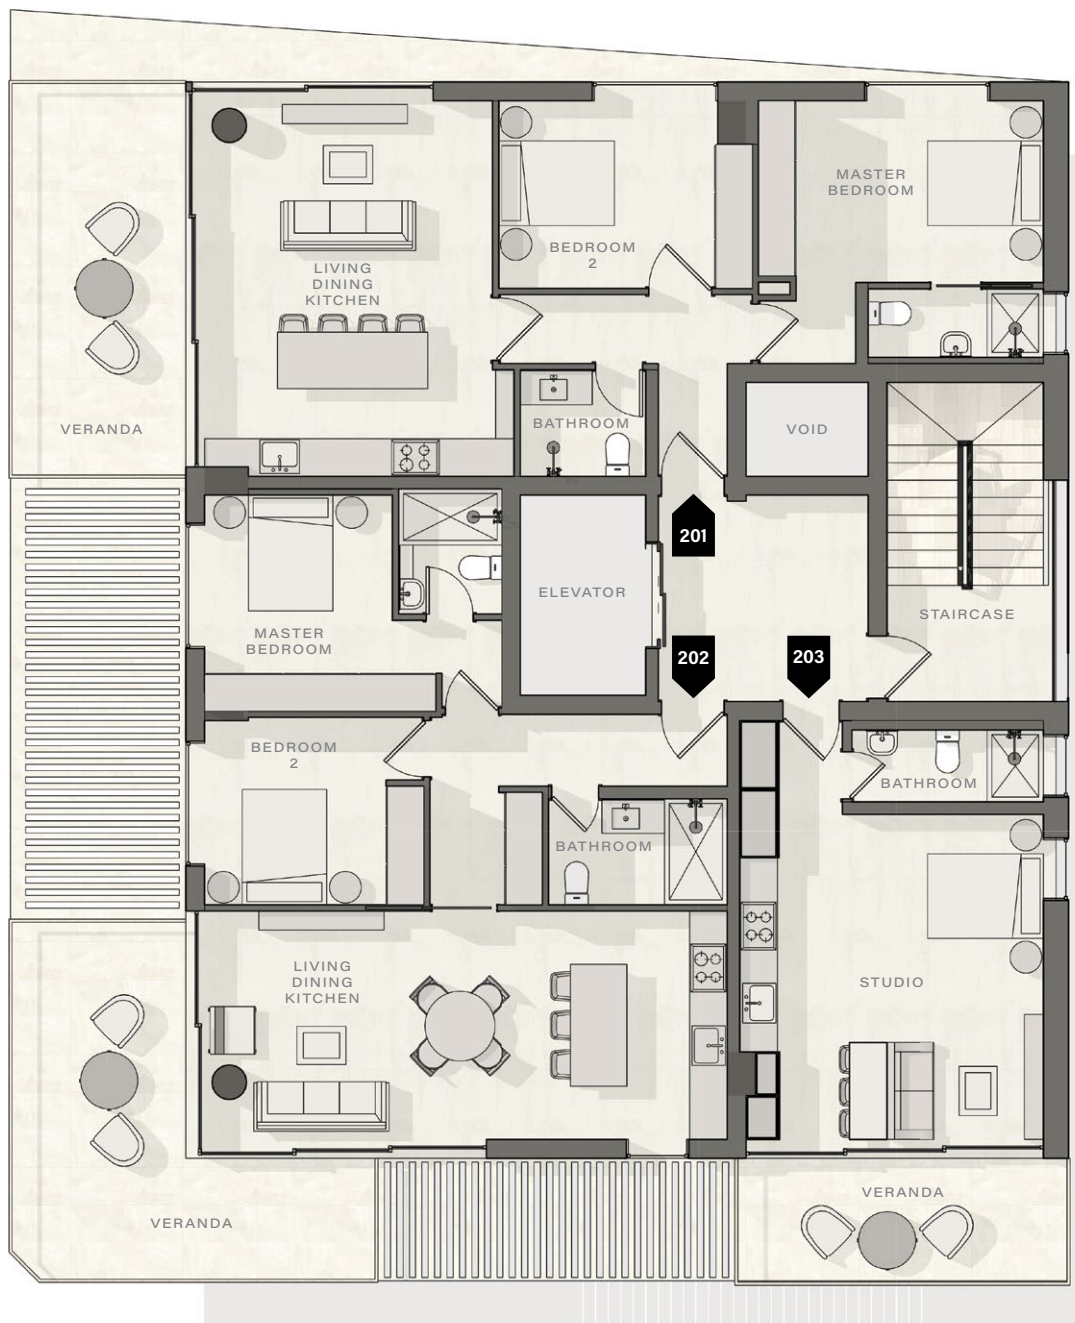 MASTER
BEDROOM
BEDROOM
2
LIVING
DINING
KITCHEN
VERANDA
BATHROOM
VOID
201
ELEVATOR
STAIRCASE
MASTER
BEDROOM
202
203
BEDROOM
2
BATHROOM
BATHROOM
LIVING
DINING
KITCHEN
STUDIO
VERANDA
VERANDA